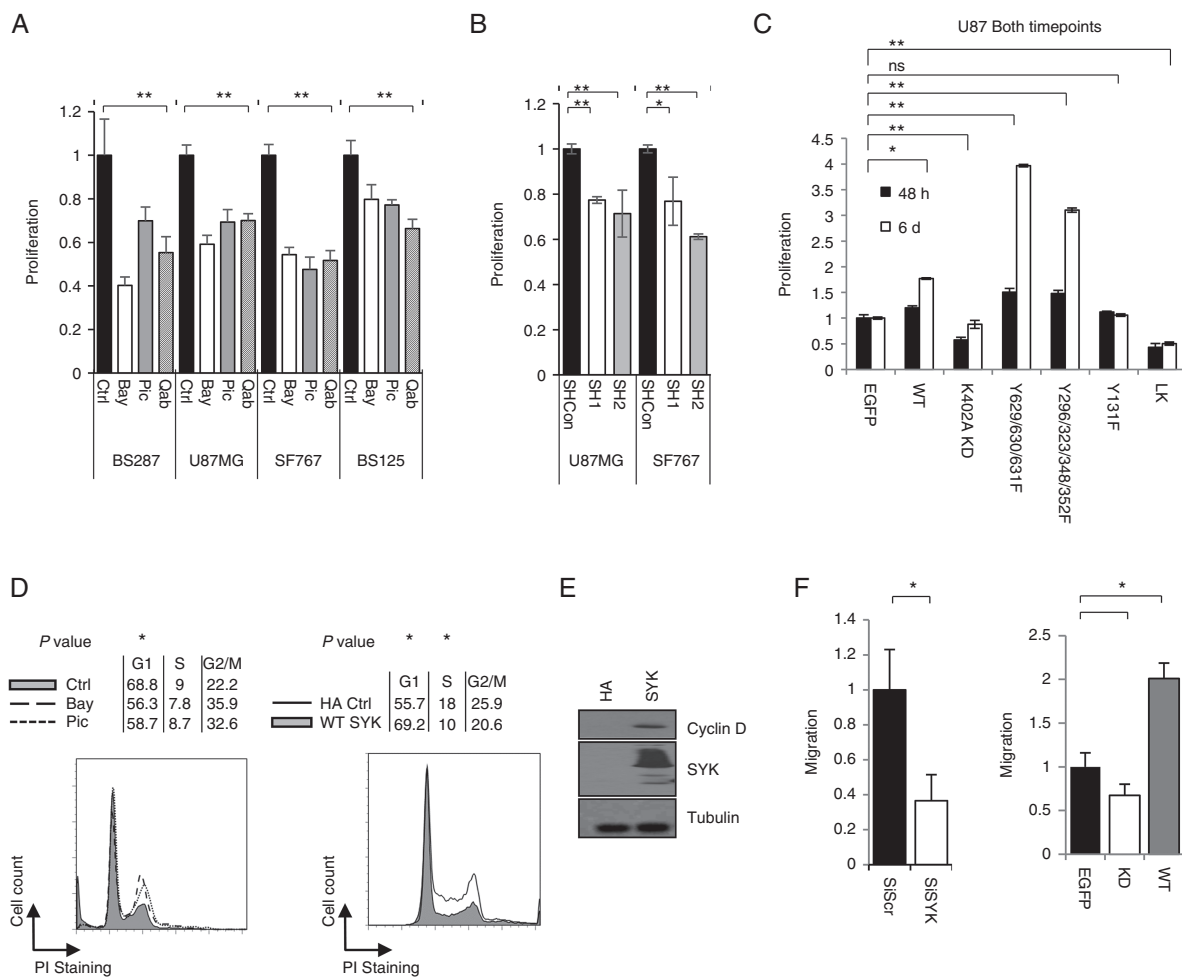 A
** ** ** **
Proliferation
1.2
1
0.8
0.6
0.4
0.2
0
Ctrl Bay Pic Qab Ctrl Bay Pic Qab Ctrl Bay Pic Qab Ctrl Bay Pic Qab
BS287 U87MG SF767 BS125
B
** **
** *
Proliferation
1.2
1
0.8
0.6
0.4
0.2
0
SHCon SH1 SH2 SHCon SH1 SH2
U87MG SF767
C
U87 Both timepoints
**
ns
**
**
**
*
Proliferation
4.5
4
3.5
3
2.5
2
1.5
1
0.5
0
48 h
6 d
EGFP WT K402A KD Y629/630/631F Y296/323/348/352F Y131F LK
D
P value *
G1 S G2/M
Ctrl 68.8 9 22.2
Bay 56.3 7.8 35.9
Pic 58.7 8.7 32.6
Cell count
PI Staining
P value * *
G1 S G2/M
HA Ctrl 55.7 18 25.9
WT SYK 69.2 10 20.6
Cell count
PI Staining
E
HA SYK
Cyclin D
SYK
Tubulin
F
*
Migration
1.4
1.2
1
0.8
0.6
0.4
0.2
0
SiScr SiSYK
*
Migration
2.5
2
1.5
1
0.5
0
EGFP KD WT